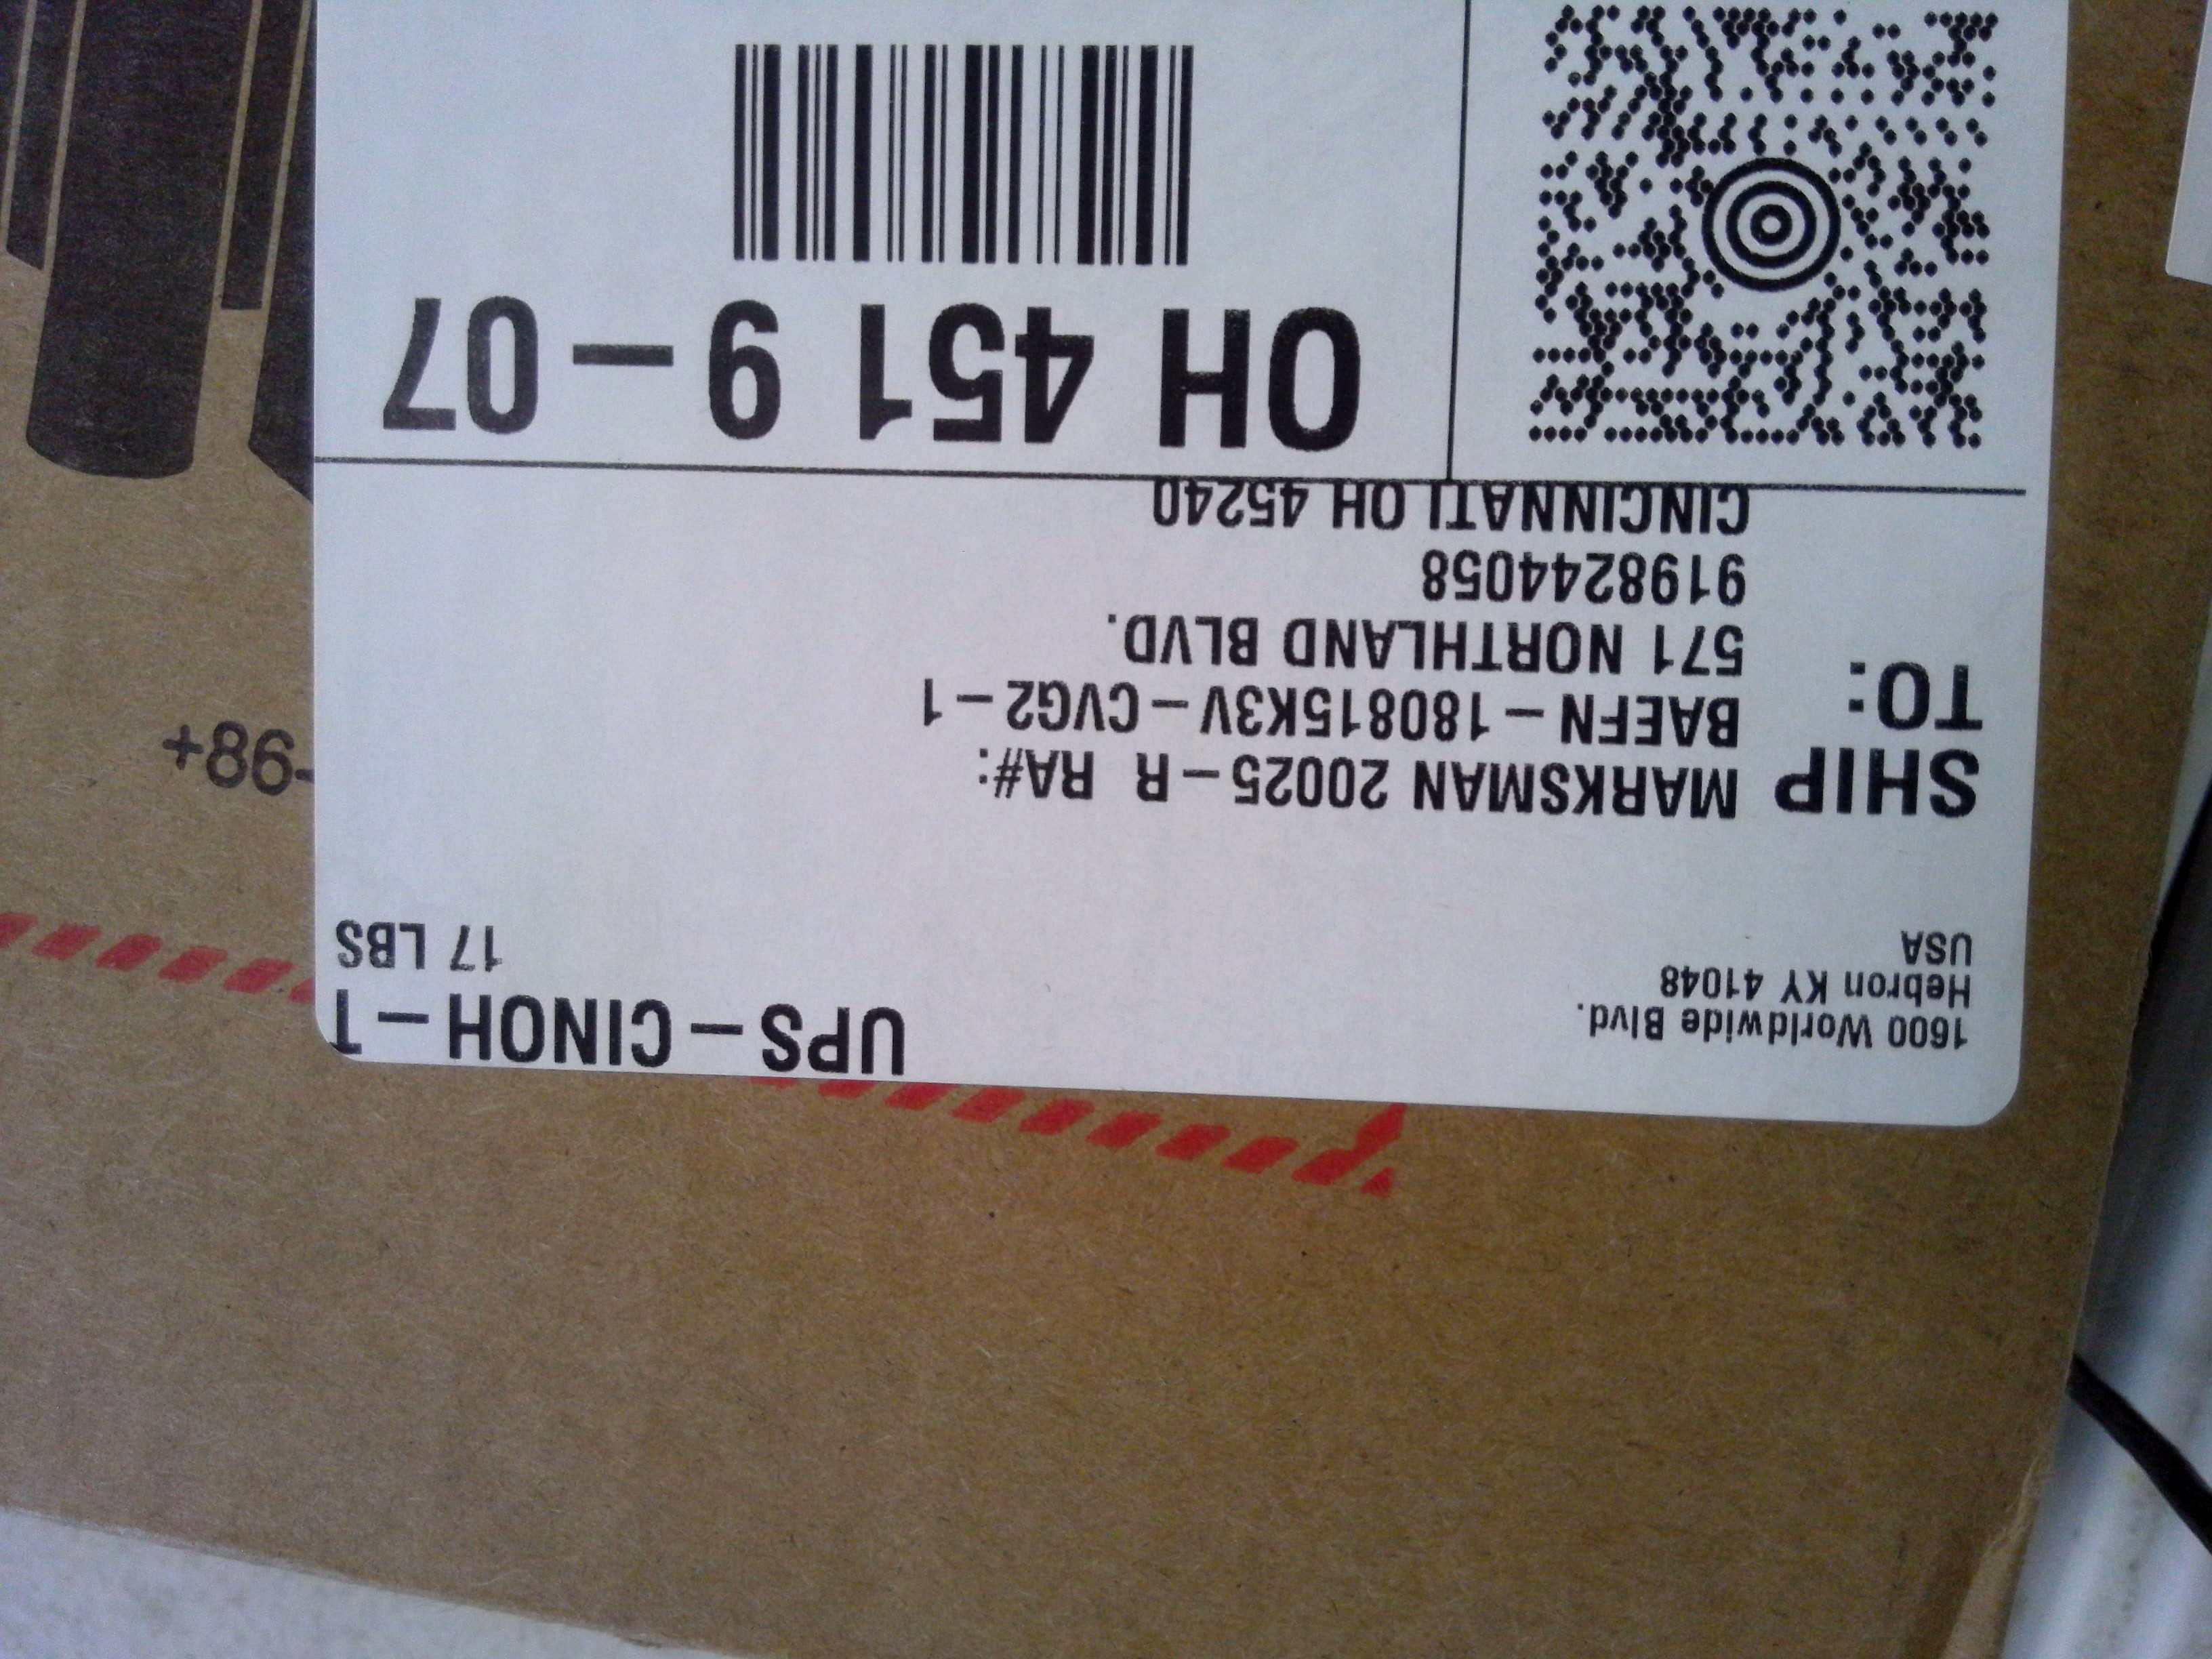 UPS-CINOH-T
17 LBS
1600 Worldwide Blvd.
Hebron KY 41048
USA
SHIP TO:
MARKSMAN 20025-R RA#:
BAEFN-180815K3V-CVG2-1
571 NORTHLAND BLVD.
9198244058
CINCINNATI OH 45240
OH 451 9-07
+86-